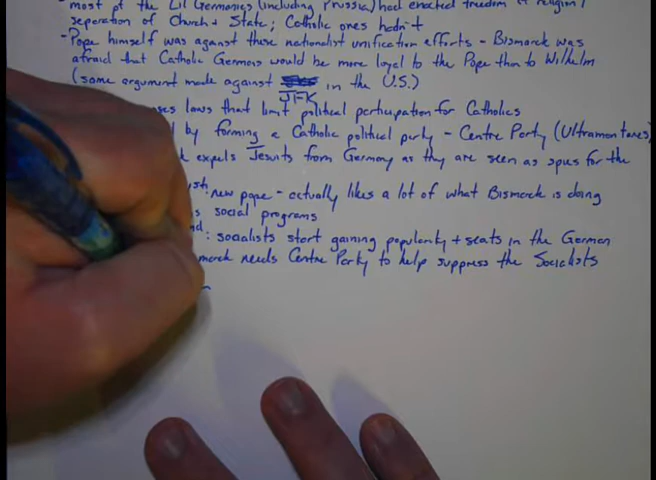 most of the Lil Germanies (including Prussia) had enacted freedom of religion /
seperation of Church + State; Catholic ones hadn't
- Pope himself was against these nationalist unification efforts - Bismarck was
afraid that Catholic Germans would be more loyal to the Pope than to Wilhelm
(same argument made against JFK in the U.S.)
ses laws that limit political participation for Catholics
d by forming a Catholic political party - Centre Party (Ultramontanes)
k expels Jesuits from Germany as they are seen as spies for the
st: new pope - actually likes a lot of what Bismarck is doing
s social programs
nd: socialists start gaining popularity + seats in the German
marck needs Centre Party to help suppress the Socialists